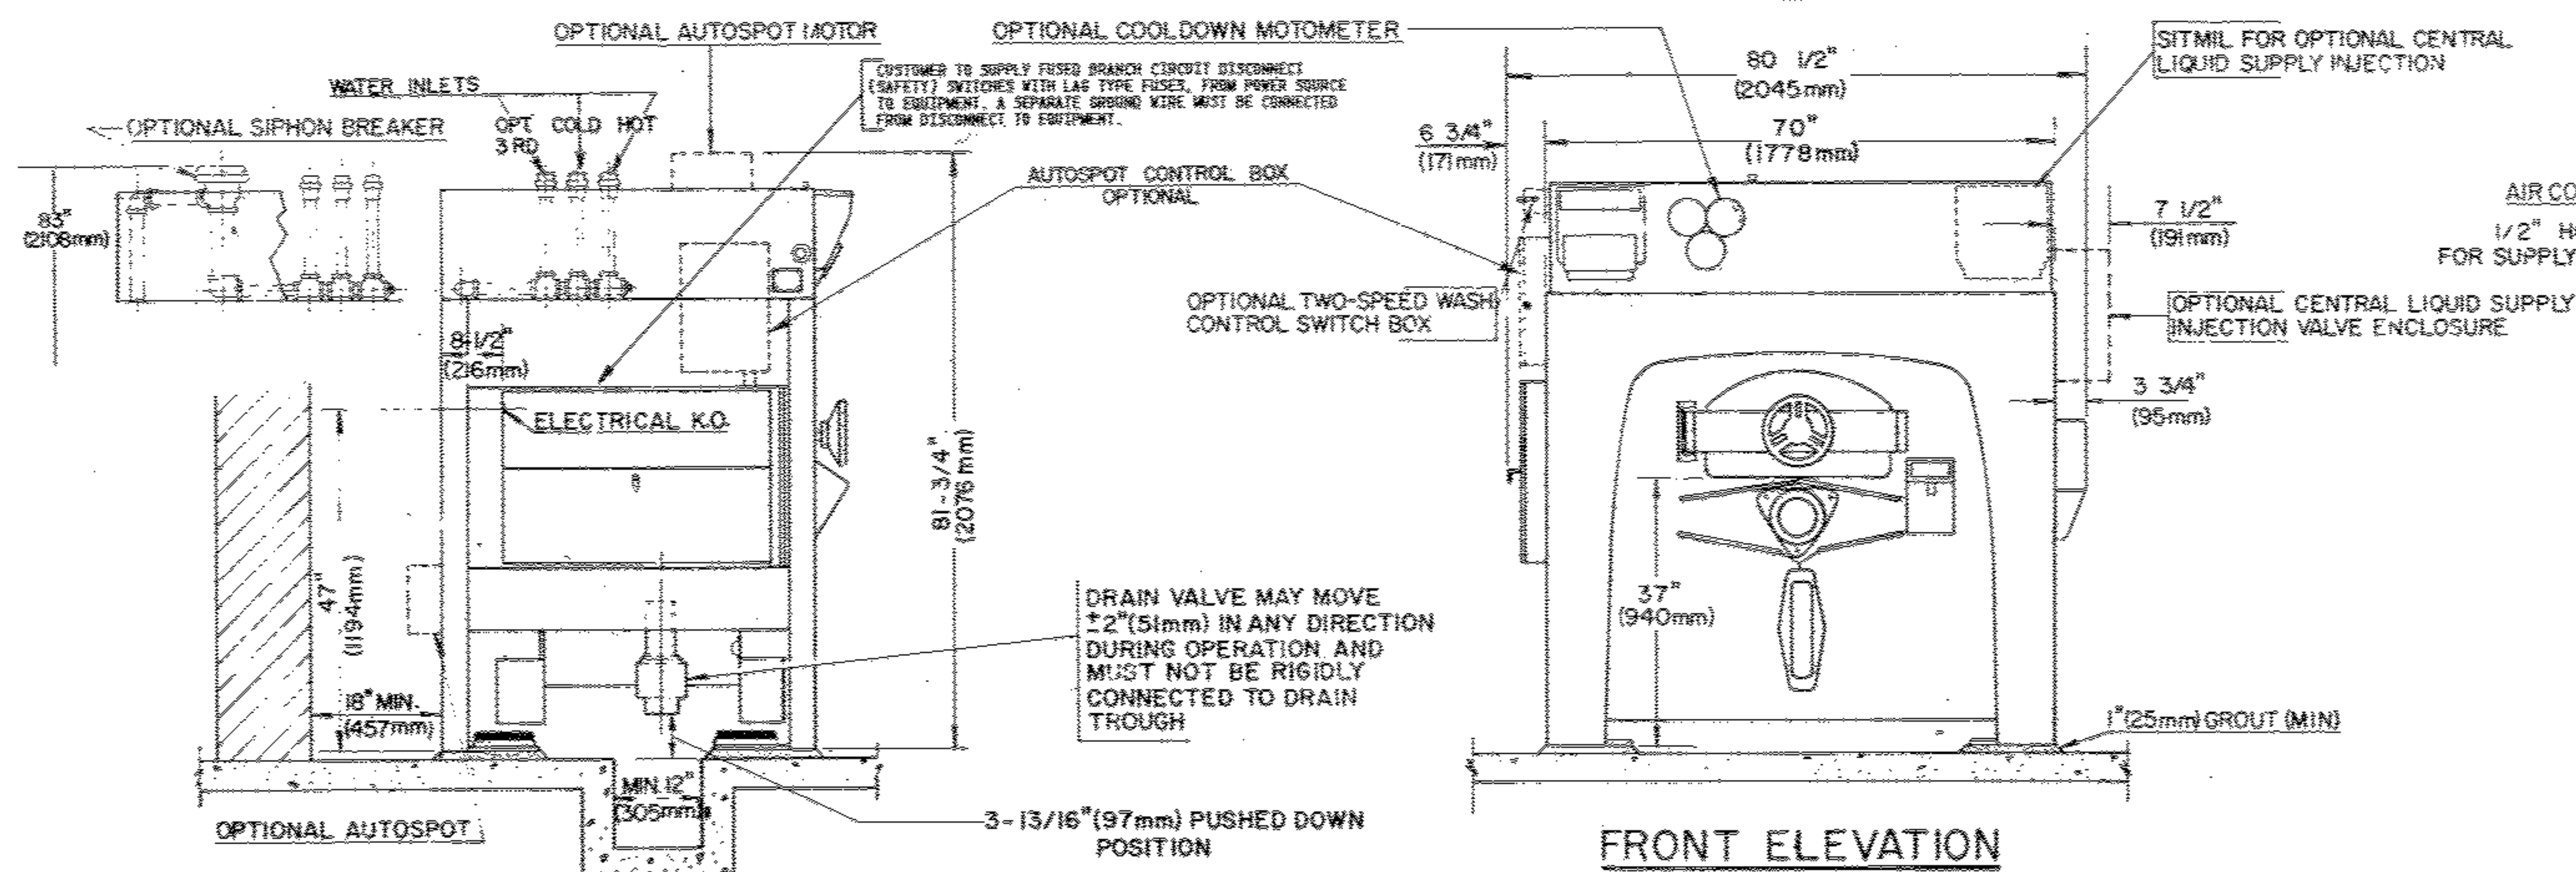 OPTIONAL AUTOSPOT MOTOR
OPTIONAL COOLDOWN MOTOMETER
80 1/2"
(2045mm)
SITMIL FOR OPTIONAL CENTRAL
LIQUID SUPPLY INJECTION
WATER INLETS
CUSTOMER TO SUPPLY FUSED BRANCH CIRCUIT DISCONNECT
(SAFETY) SWITCHES WITH LAG TYPE FUSES, FROM POWER SOURCE
TO EQUIPMENT. A SEPARATE GROUND WIRE MUST BE CONNECTED
FROM DISCONNECT TO EQUIPMENT.
OPTIONAL SIPHON BREAKER
OPT COLD HOT
3 RD
6 3/4"
(171mm)
70"
(1778mm)
AUTOSPOT CONTROL BOX
OPTIONAL
83"
(2108mm)
7 1/2"
(191mm)
AIR CO
1/2" H
FOR SUPPLY
OPTIONAL TWO-SPEED WASH
CONTROL SWITCH BOX
OPTIONAL CENTRAL LIQUID SUPPLY
INJECTION VALVE ENCLOSURE
8-1/2"
(216mm)
3 3/4"
(95mm)
ELECTRICAL K.O.
81-3/4"
(2076mm)
47"
(1194mm)
37"
(940mm)
DRAIN VALVE MAY MOVE
±2"(51mm) IN ANY DIRECTION
DURING OPERATION AND
MUST NOT BE RIGIDLY
CONNECTED TO DRAIN
TROUGH
18" MIN.
(457mm)
1"(25mm) GROUT (MIN)
MIN. 12"
(305mm)
OPTIONAL AUTOSPOT
3-13/16"(97mm) PUSHED DOWN
POSITION
FRONT ELEVATION